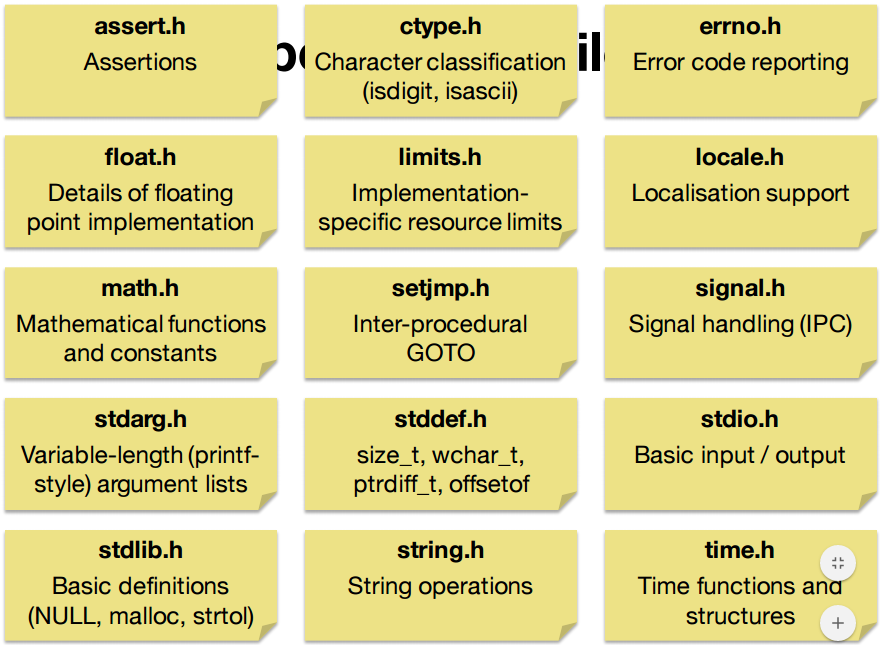 assert.h
Assertions
ctype.h
Character classification
(isdigit, isascii)
errno.h
Error code reporting
float.h
Details of floating
point implementation
limits.h
Implementation-
specific resource limits
locale.h
Localisation support
math.h
Mathematical functions
and constants
setjmp.h
Inter-procedural
GOTO
signal.h
Signal handling (IPC)
stdarg.h
Variable-length (printf-
style) argument lists
stddef.h
size_t, wchar_t,
ptrdiff_t, offsetof
stdio.h
Basic input / output
stdlib.h
Basic definitions
(NULL, malloc, strtol)
string.h
String operations
time.h
Time functions and
structures